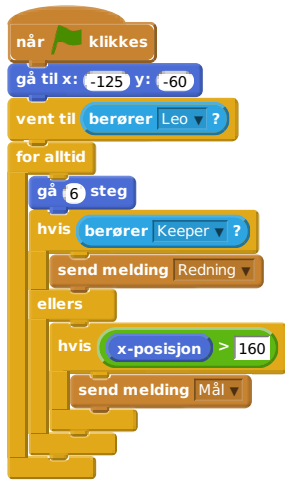 når klikkes
gå til x: -125 y: -60
vent til berører Leo ?
for alltid
gå 6 steg
hvis berører Keeper ?
send melding Redning
ellers
hvis x-posisjon > 160
send melding Mål